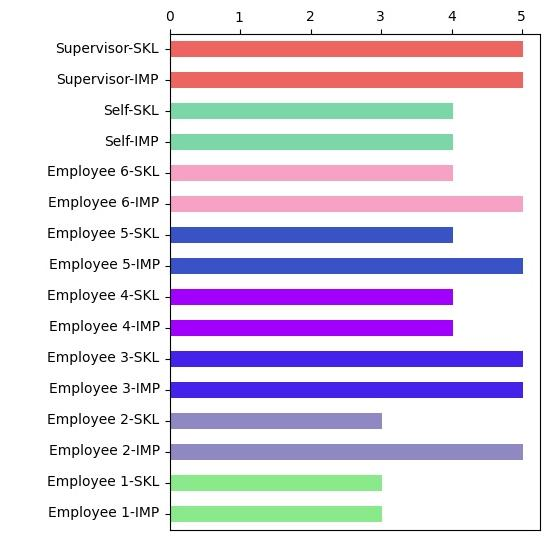 0 1 2 3 4 5
Supervisor-SKL
Supervisor-IMP
Self-SKL
Self-IMP
Employee 6-SKL
Employee 6-IMP
Employee 5-SKL
Employee 5-IMP
Employee 4-SKL
Employee 4-IMP
Employee 3-SKL
Employee 3-IMP
Employee 2-SKL
Employee 2-IMP
Employee 1-SKL
Employee 1-IMP